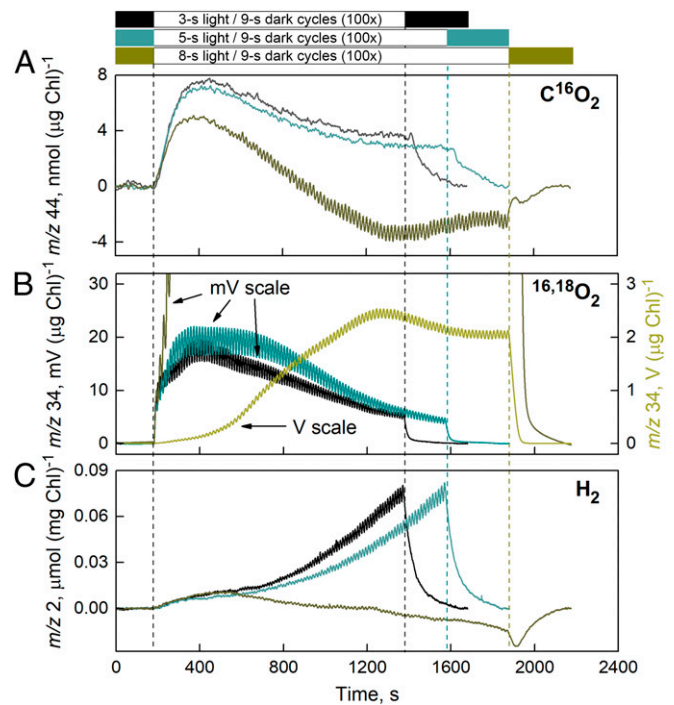 3-s light / 9-s dark cycles (100x)
5-s light / 9-s dark cycles (100x)
8-s light / 9-s dark cycles (100x)
A
C¹⁶O₂
m/z 44, nmol (µg Chl)⁻¹
8
4
0
-4
B
¹⁶,¹⁸O₂
mV scale
V scale
m/z 34, mV (µg Chl)⁻¹
30
20
10
0
m/z 34, V (µg Chl)⁻¹
3
2
1
0
C
H₂
m/z 2, µmol (mg Chl)⁻¹
0.09
0.06
0.03
0.00
0 400 800 1200 1600 2000 2400
Time, s